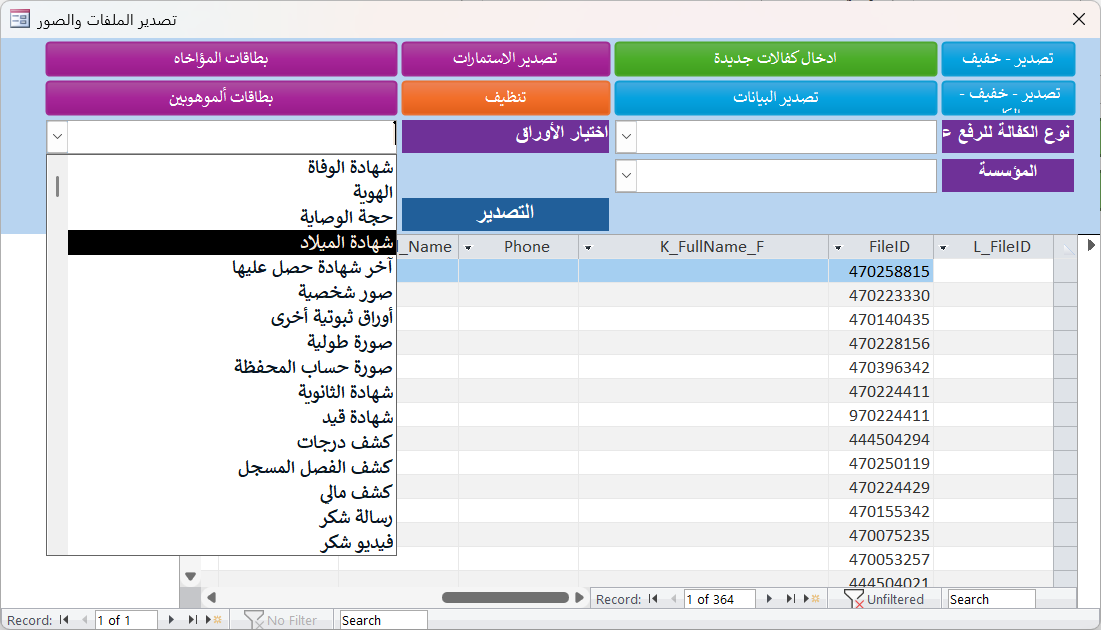 تصدير الملفات والصور
تصدير - خفيف
ادخال كفالات جديدة
تصدير الاستمارات
بطاقات المؤاخاه
تصدير - خفيف -
تصدير البيانات
تنظيف
بطاقات ألموهوبين
نوع الكفالة للرفع
اختيار الأوراق
المؤسسة
التصدير
شهادة الوفاة
الهوية
حجة الوصاية
شهادة الميلاد
آخر شهادة حصل عليها
صور شخصية
أوراق ثبوتية أخرى
صورة طولية
صورة حساب المحفظة
شهادة الثانوية
شهادة قيد
كشف درجات
كشف الفصل المسجل
كشف مالي
رسالة شكر
فيديو شكر
_Name Phone K_FullName_F FileID L_FileID
470258815
470223330
470140435
470228156
470396342
470224411
970224411
444504294
470250119
470224429
470155342
470075235
470053257
444504021
Record: 1 of 364 Unfiltered Search
Record: 1 of 1 No Filter Search